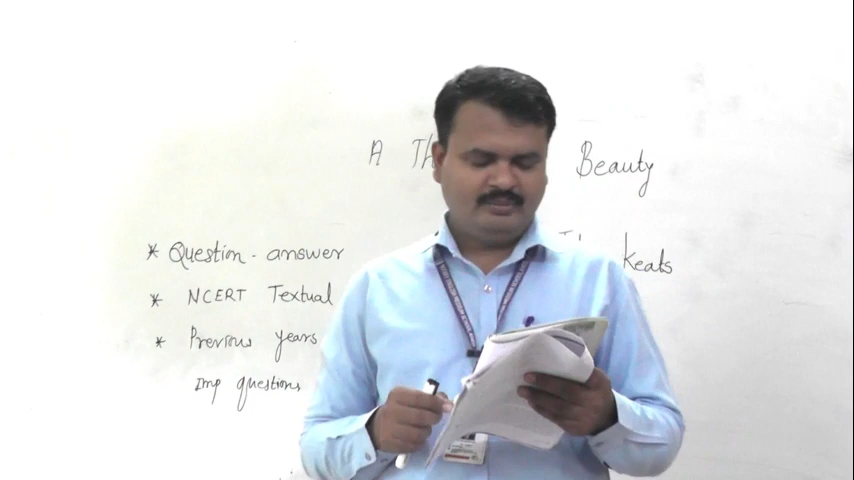 A Th Beauty
Keats
* Question - answer
* NCERT Textual
* Previous years
Imp questions